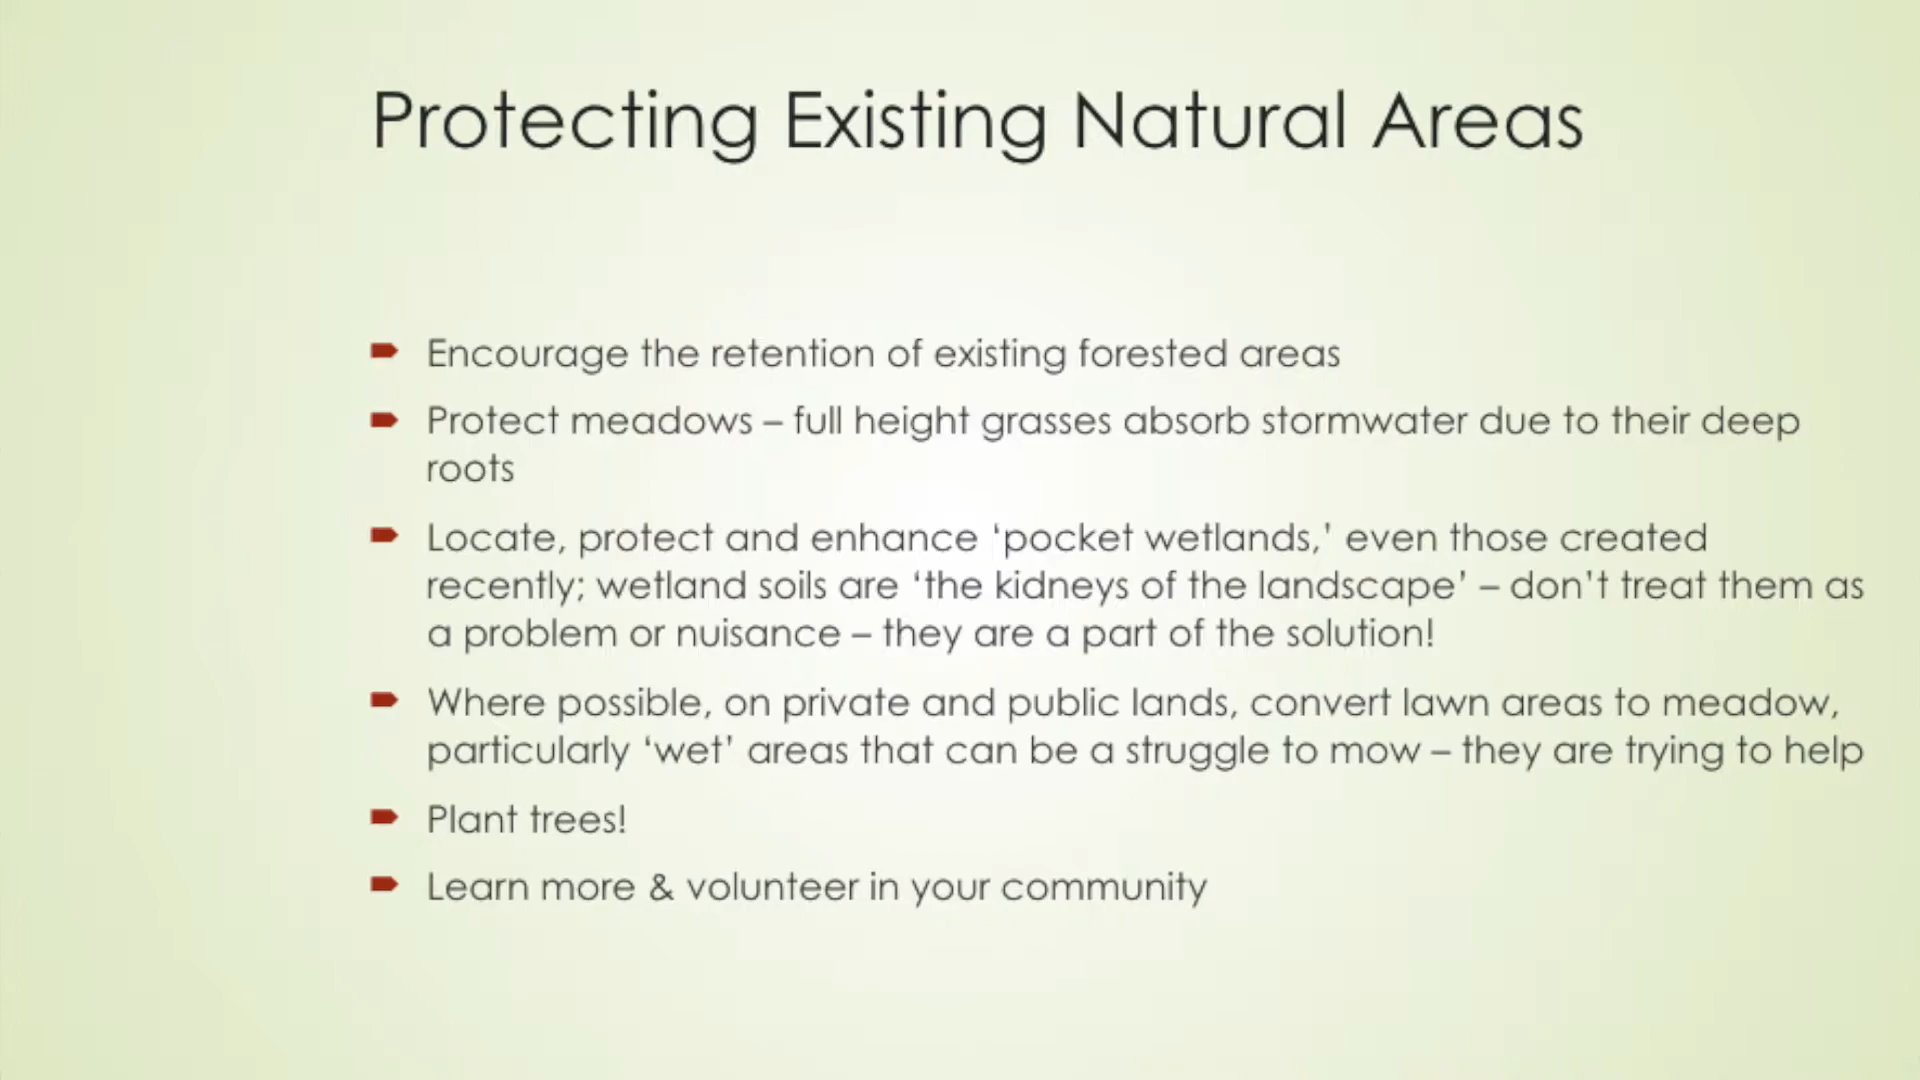 Protecting Existing Natural Areas
Encourage the retention of existing forested areas
Protect meadows – full height grasses absorb stormwater due to their deep
roots
Locate, protect and enhance ‘pocket wetlands,’ even those created
recently; wetland soils are ‘the kidneys of the landscape’ – don’t treat them as
a problem or nuisance – they are a part of the solution!
Where possible, on private and public lands, convert lawn areas to meadow,
particularly ‘wet’ areas that can be a struggle to mow – they are trying to help
Plant trees!
Learn more & volunteer in your community